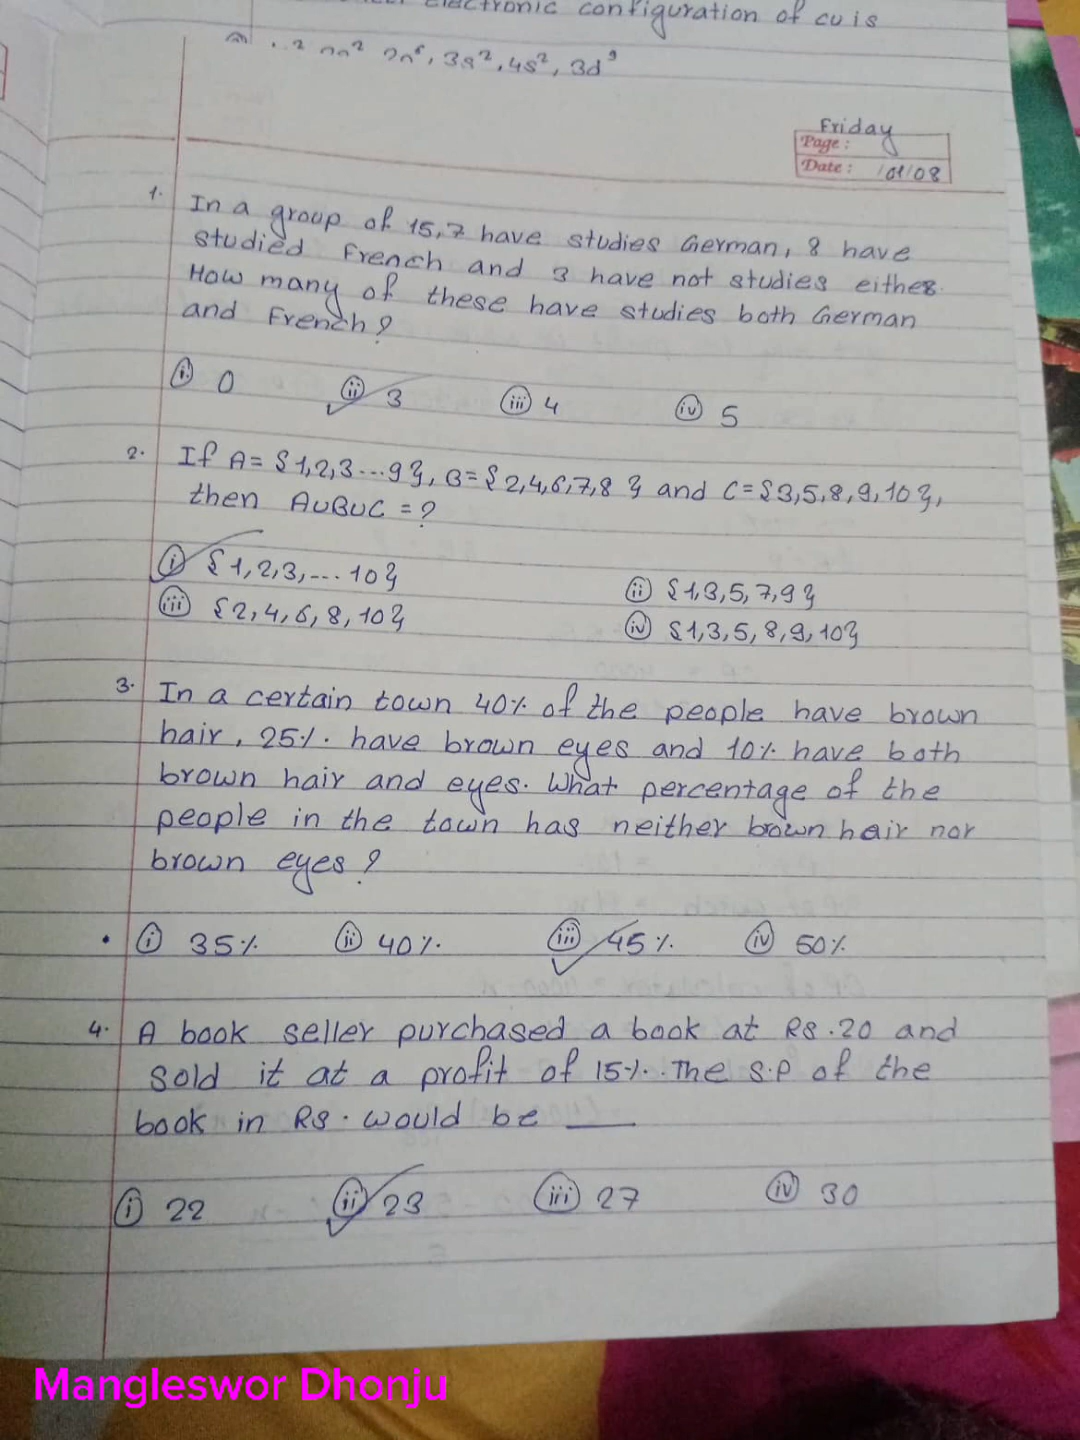 electronic configuration of cu is
3s², 4s², 3d⁹
Friday
Page:
Date: 01/08
1. In a group of 15,7 have studies German, 8 have
studied French and 3 have not studies either.
How many of these have studies both German
and French?
(i) 0 (ii) 3 (iii) 4 (iv) 5
2. If A= {1,2,3...9}, B={2,4,6,7,8} and C={3,5,8,9,10},
then AUBUC = ?
(i) {1,2,3,....10} (ii) {1,3,5,7,9}
(iii) {2,4,6,8,10} (iv) {1,3,5,8,9,10}
3. In a certain town 40% of the people have brown
hair, 25%. have brown eyes and 10% have both
brown hair and eyes. What percentage of the
people in the town has neither brown hair nor
brown eyes?
(i) 35% (ii) 40%. (iii) 45% (iv) 50%
4. A book seller purchased a book at Rs.20 and
sold it at a profit of 15%. The S.P of the
book in Rs. would be ___
(i) 22 (ii) 23 (iii) 27 (iv) 30
Mangleswor Dhonju